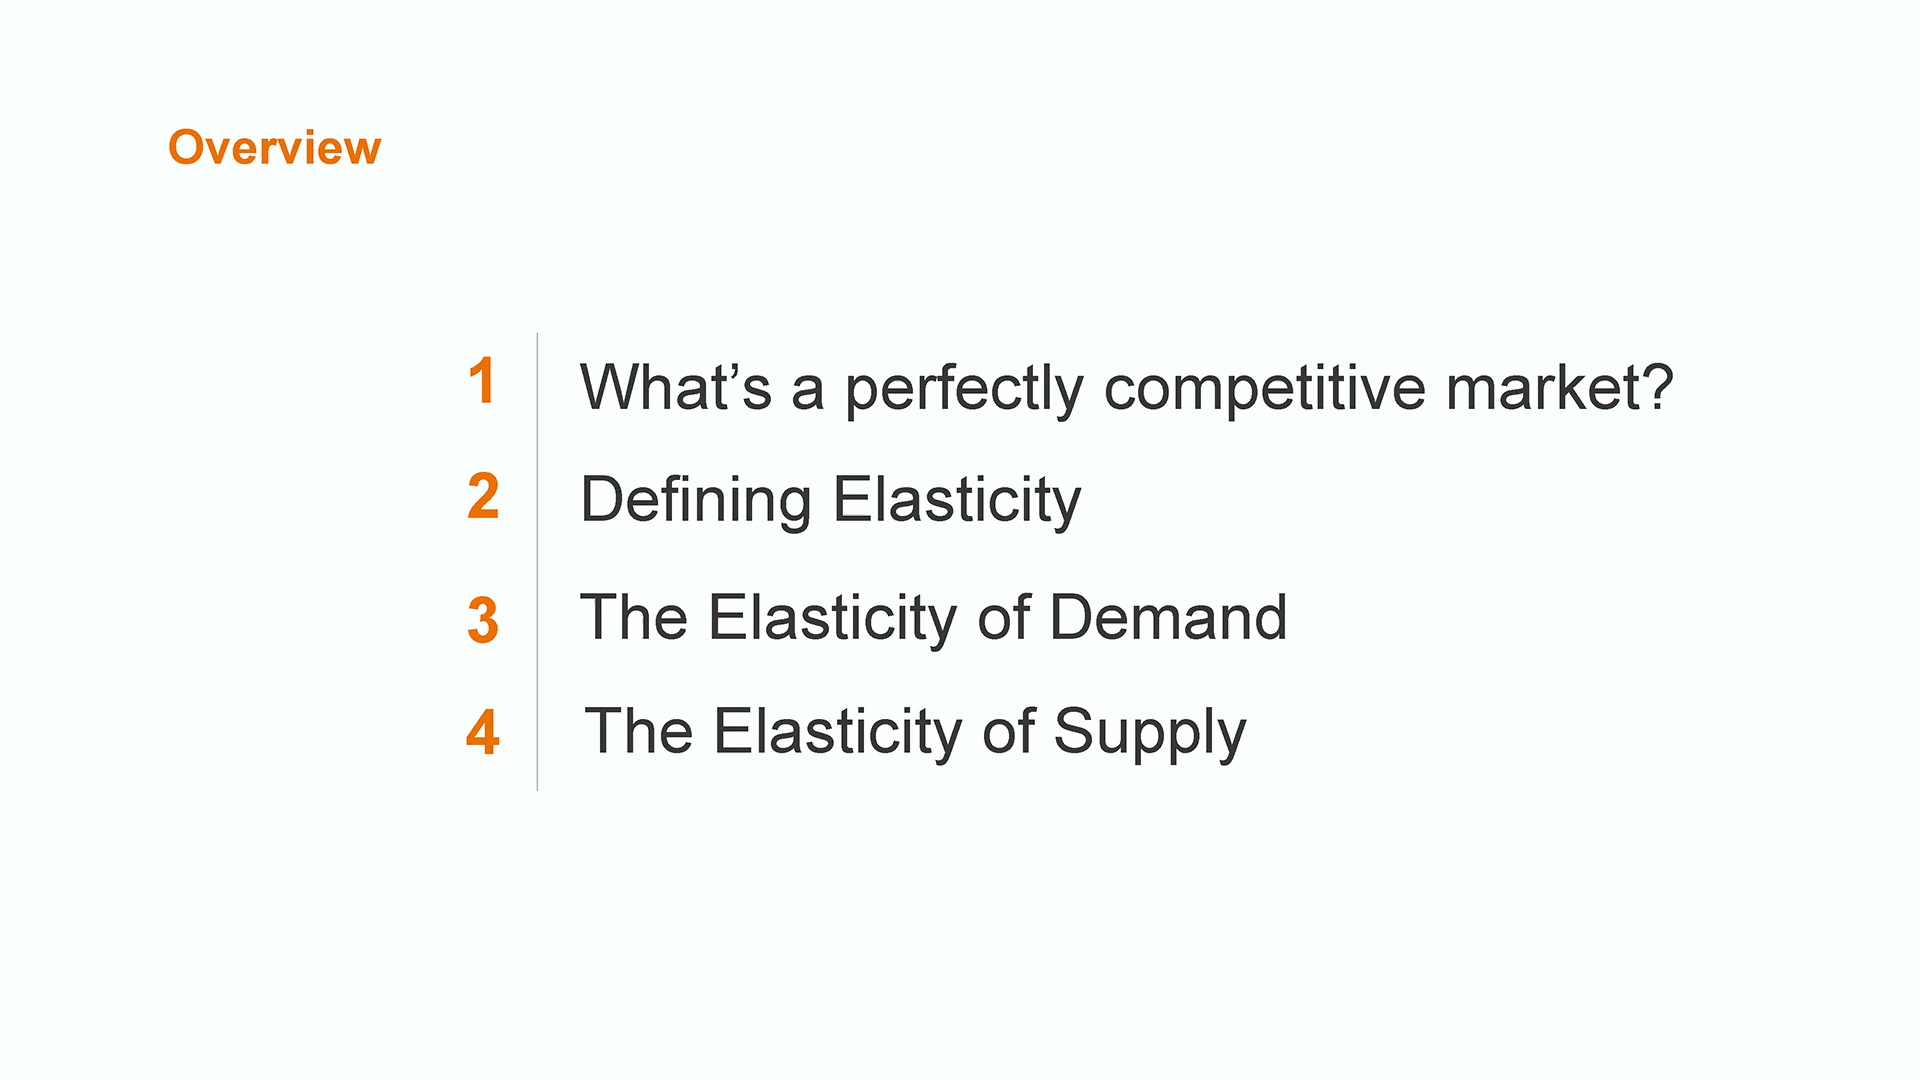 Overview
1 What’s a perfectly competitive market?
2 Defining Elasticity
3 The Elasticity of Demand
4 The Elasticity of Supply